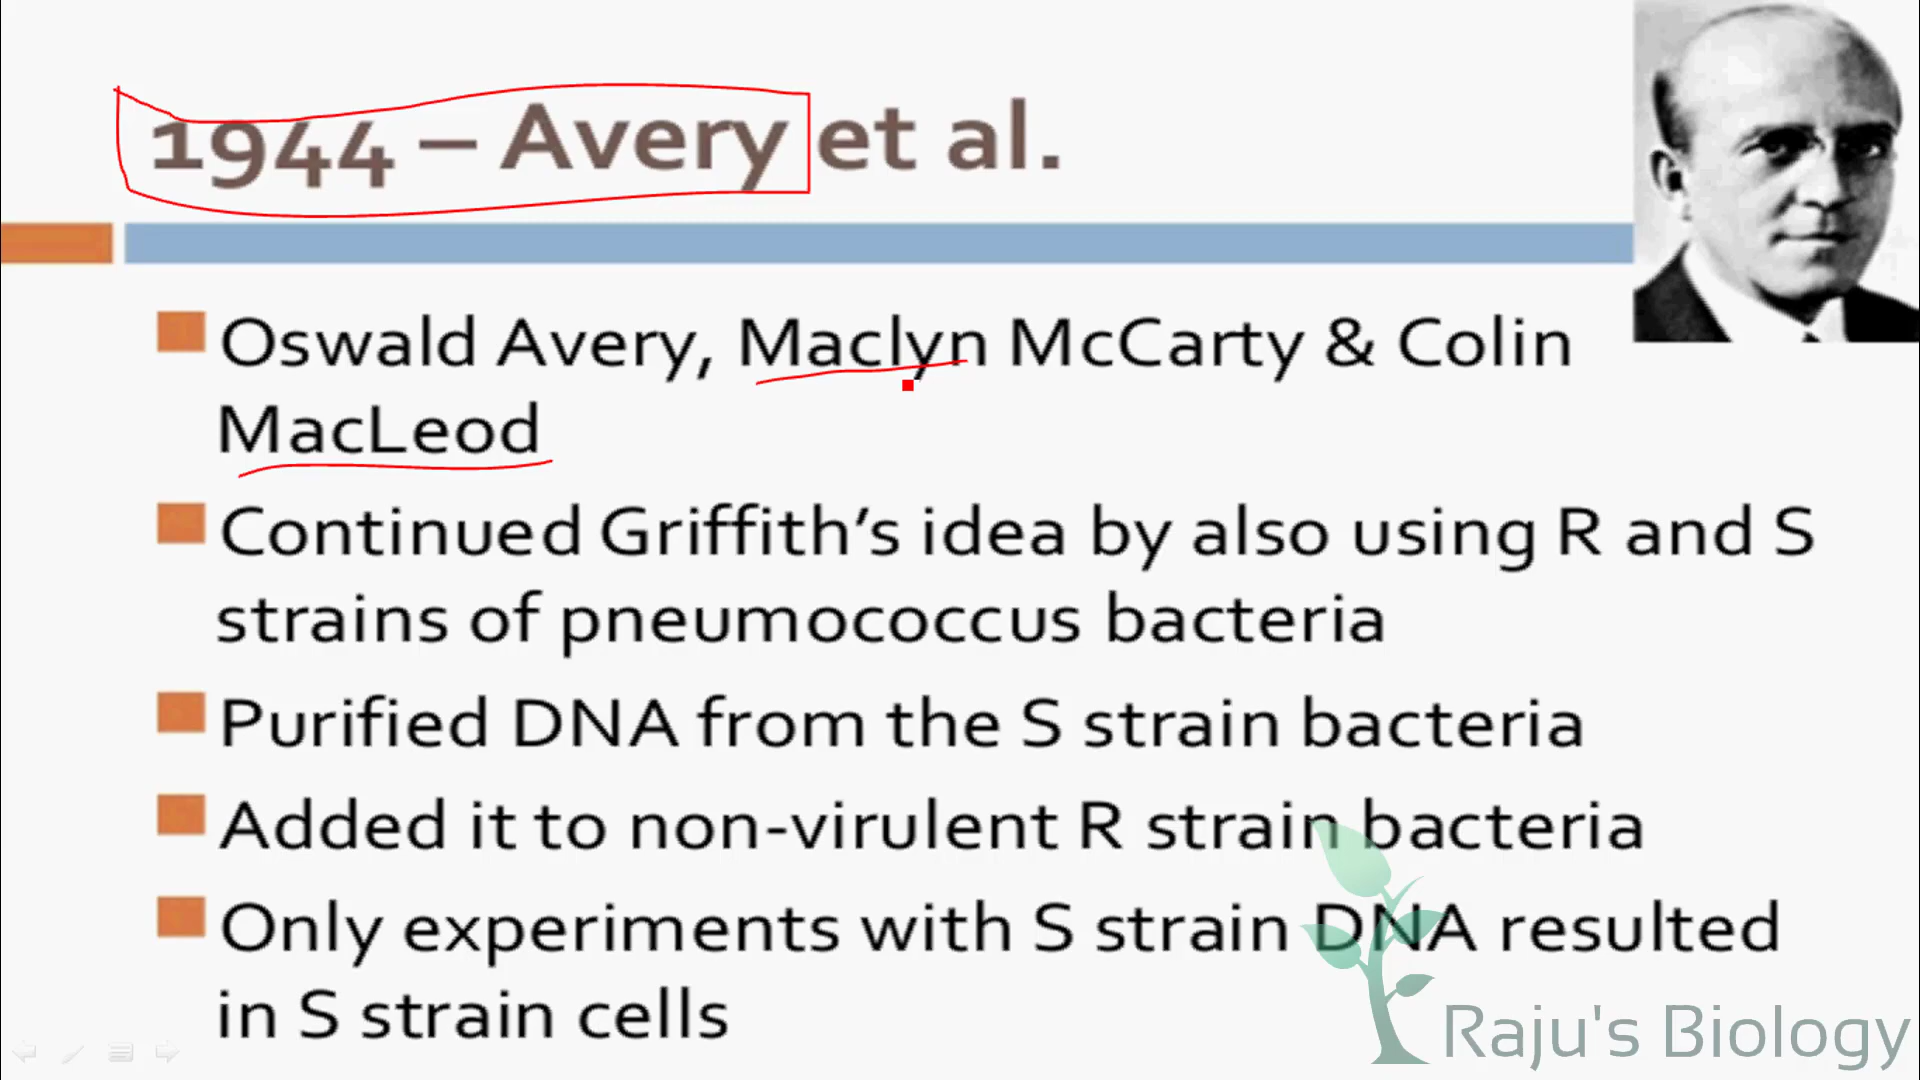 1944 – Avery et al.
Oswald Avery, Maclyn McCarty & Colin
MacLeod
Continued Griffith’s idea by also using R and S
strains of pneumococcus bacteria
Purified DNA from the S strain bacteria
Added it to non-virulent R strain bacteria
Only experiments with S strain DNA resulted
in S strain cells
Raju's Biology